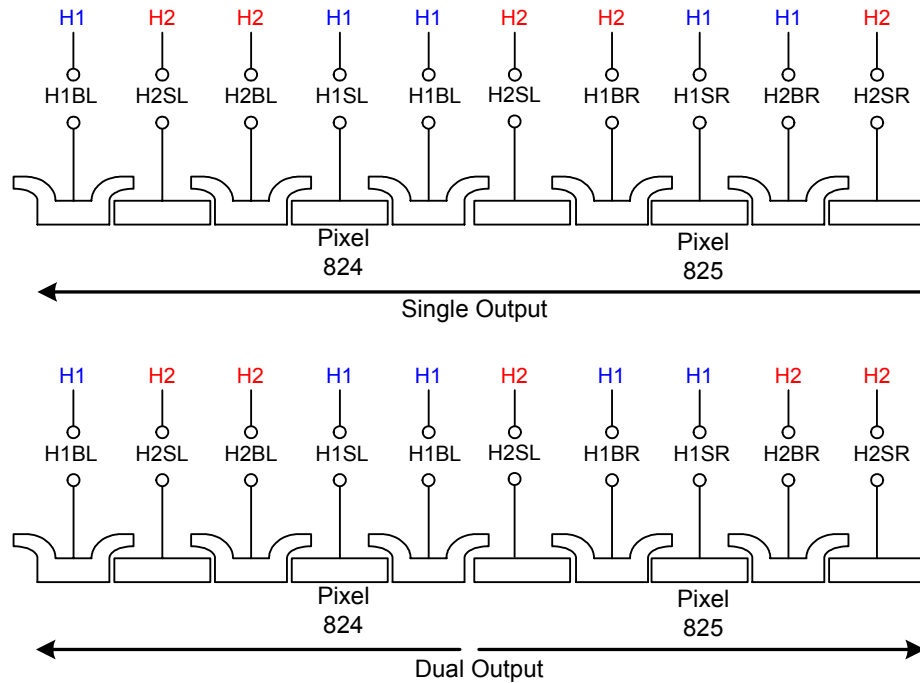 H1 H2 H2 H1 H1 H2 H2 H1 H1 H2
H1BL H2SL H2BL H1SL H1BL H2SL H1BR H1SR H2BR H2SR
Pixel Pixel
824 825
Single Output
H1 H2 H2 H1 H1 H2 H1 H1 H2 H2
H1BL H2SL H2BL H1SL H1BL H2SL H1BR H1SR H2BR H2SR
Pixel Pixel
824 825
Dual Output